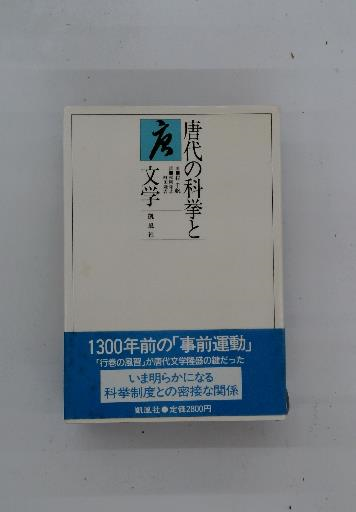 唐代の科挙と
唐
文学
凱風社
1300年前の「事前運動」
「行巻の風習」が唐代文学隆盛の鍵だった
いま明らかになる
科挙制度との密接な関係
凱風社●定価2800円